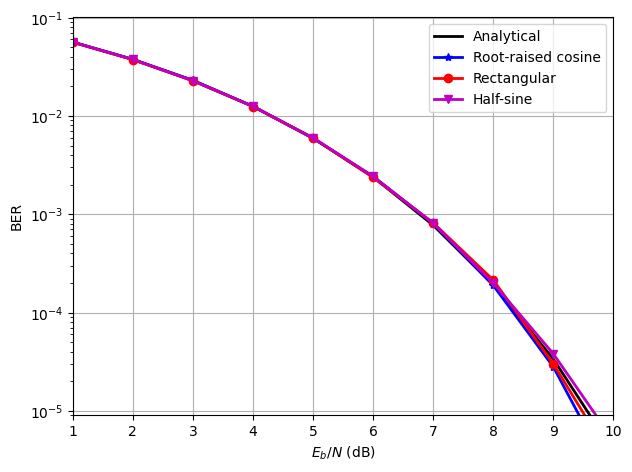 10⁻¹
10⁻²
10⁻³
10⁻⁴
10⁻⁵
BER
Analytical
Root-raised cosine
Rectangular
Half-sine
1 2 3 4 5 6 7 8 9 10
E_b/N (dB)